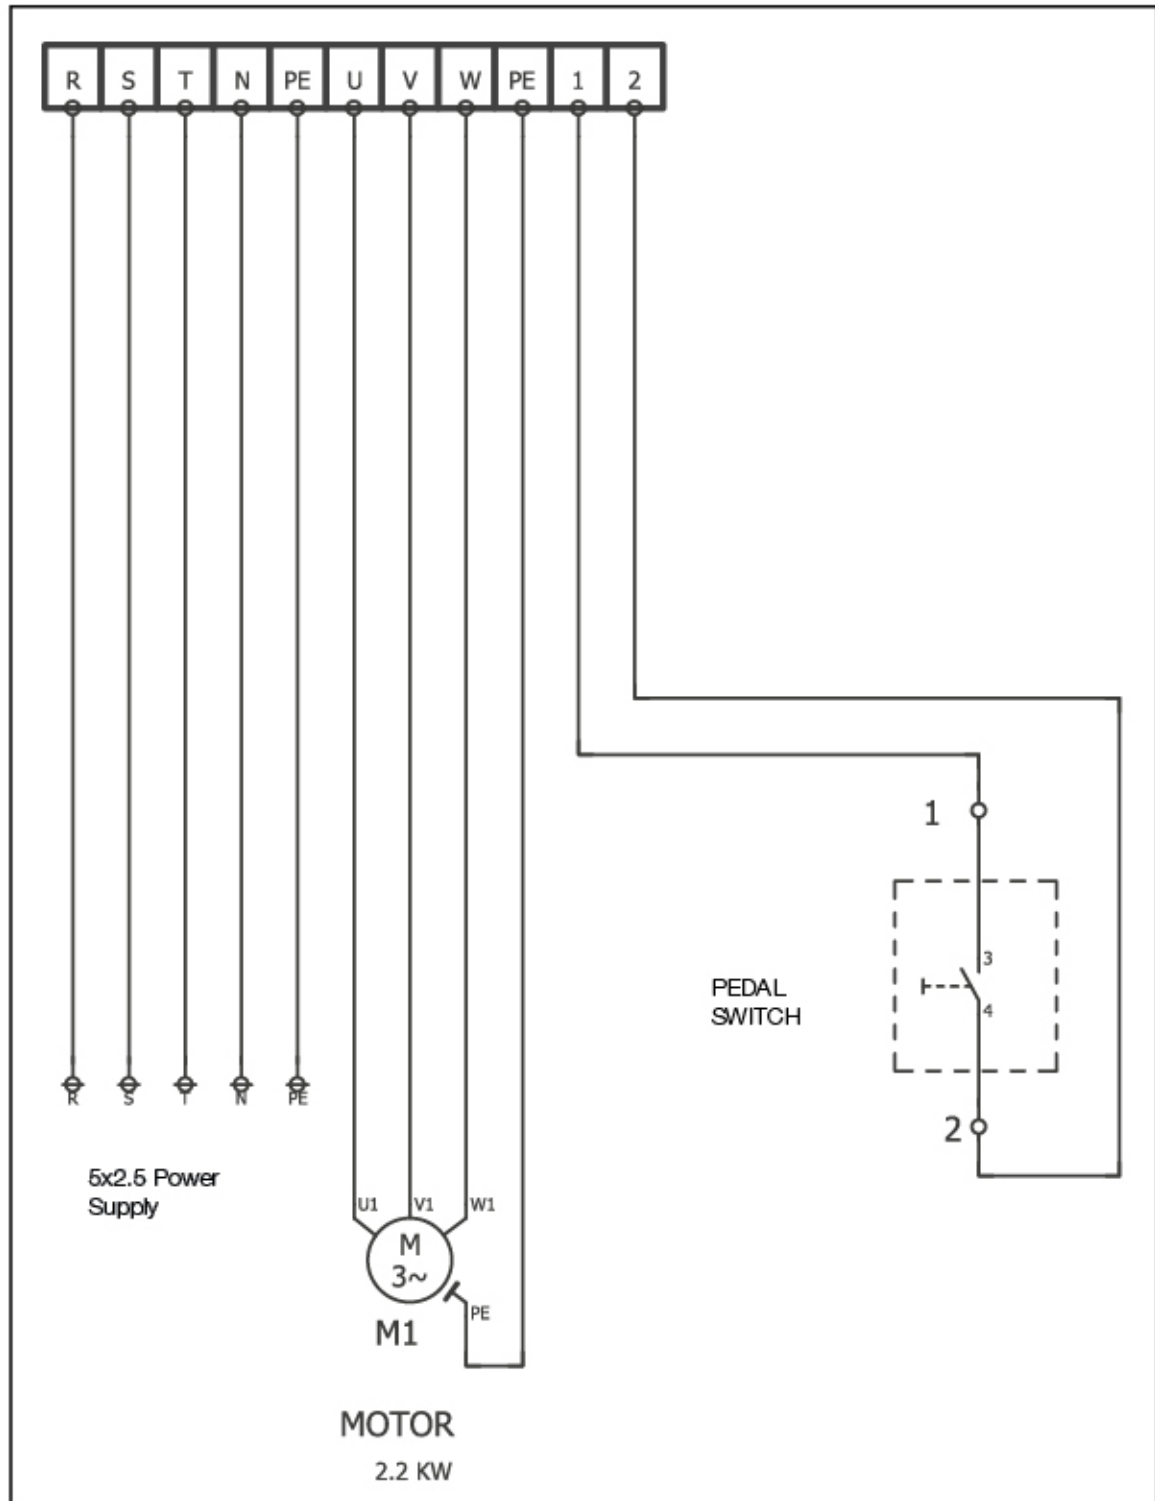 R S T N PE U V W PE 1 2
1
3
PEDAL
SWITCH
4
R S T N PE
2
5x2.5 Power
Supply
U1 V1 W1
M
3~
PE
M1
MOTOR
2.2 KW